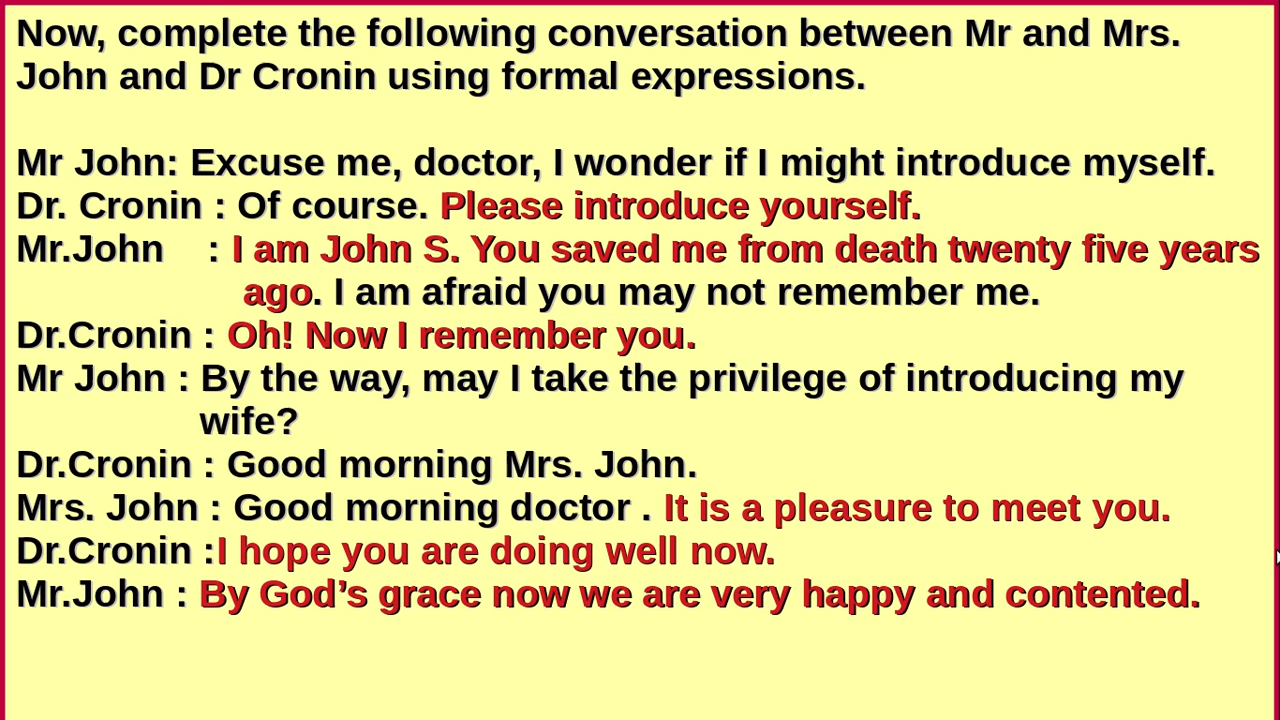 Now, complete the following conversation between Mr and Mrs.
John and Dr Cronin using formal expressions.
Mr John: Excuse me, doctor, I wonder if I might introduce myself.
Dr. Cronin : Of course. Please introduce yourself.
Mr.John : I am John S. You saved me from death twenty five years
ago. I am afraid you may not remember me.
Dr.Cronin : Oh! Now I remember you.
Mr John : By the way, may I take the privilege of introducing my
wife?
Dr.Cronin : Good morning Mrs. John.
Mrs. John : Good morning doctor . It is a pleasure to meet you.
Dr.Cronin :I hope you are doing well now.
Mr.John : By God’s grace now we are very happy and contented.